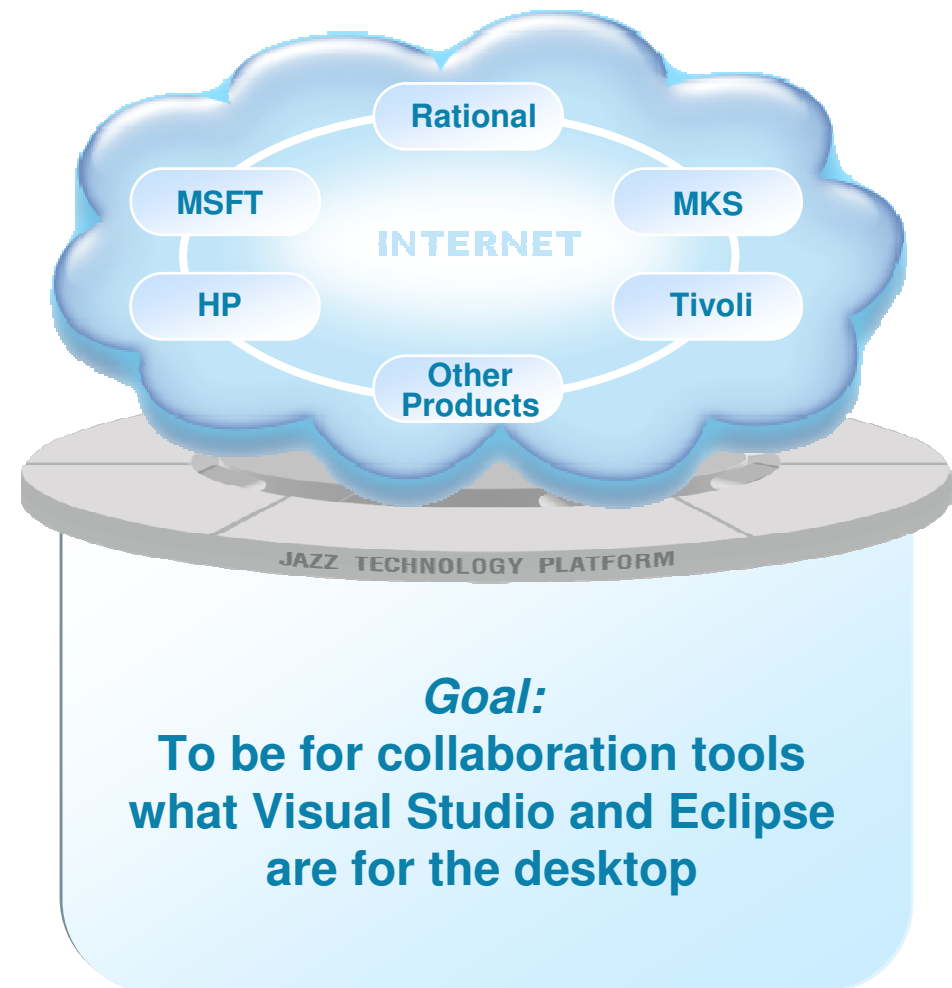 Rational
MSFT
MKS
INTERNET
HP
Tivoli
Other
Products
JAZZ TECHNOLOGY PLATFORM
Goal:
To be for collaboration tools
what Visual Studio and Eclipse
are for the desktop